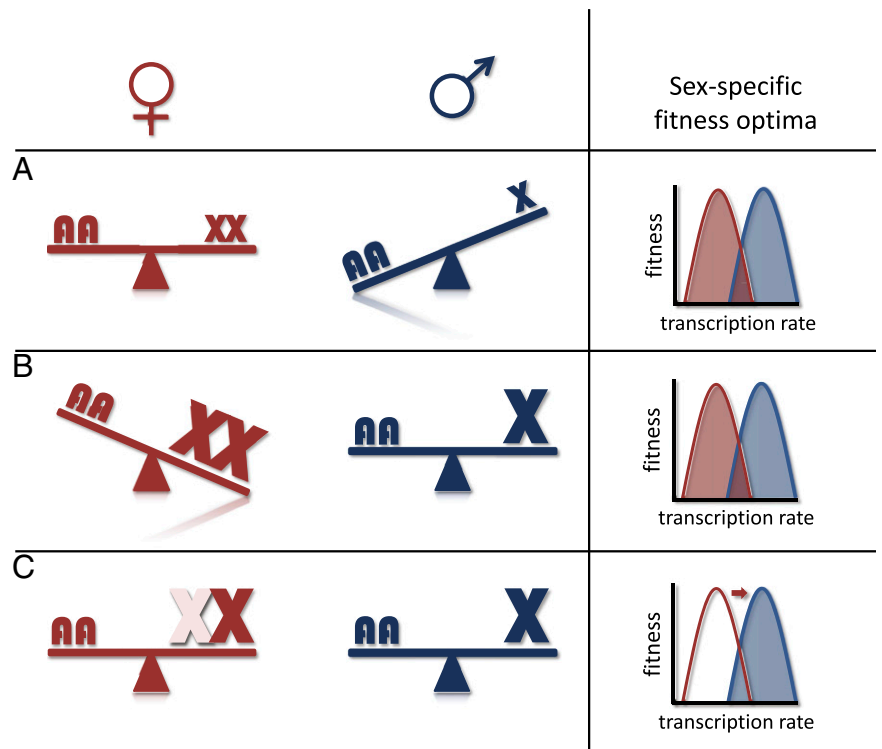 Sex-specific
fitness optima
A
AA XX
AA X
fitness
transcription rate
B
AA XX
AA X
fitness
transcription rate
C
AA XX
AA X
fitness
transcription rate